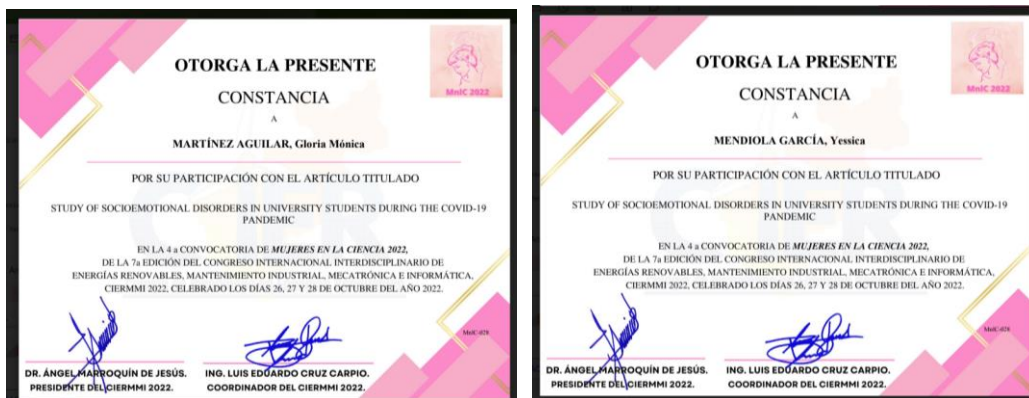 OTORGA LA PRESENTE
MnIC 2022
CONSTANCIA
A
MARTÍNEZ AGUILAR, Gloria Mónica
POR SU PARTICIPACIÓN CON EL ARTÍCULO TITULADO
STUDY OF SOCIOEMOTIONAL DISORDERS IN UNIVERSITY STUDENTS DURING THE COVID-19
PANDEMIC
EN LA 4 a CONVOCATORIA DE MUJERES EN LA CIENCIA 2022,
DE LA 7a EDICIÓN DEL CONGRESO INTERNACIONAL INTERDISCIPLINARIO DE
ENERGÍAS RENOVABLES, MANTENIMIENTO INDUSTRIAL, MECATRÓNICA E INFORMÁTICA,
CIERMMI 2022, CELEBRADO LOS DÍAS 26, 27 Y 28 DE OCTUBRE DEL AÑO 2022.
MnIC-028
DR. ÁNGEL MARROQUÍN DE JESÚS.
PRESIDENTE DEL CIERMMI 2022.
ING. LUIS EDUARDO CRUZ CARPIO.
COORDINADOR DEL CIERMMI 2022.
OTORGA LA PRESENTE
MnIC 2022
CONSTANCIA
A
MENDIOLA GARCÍA, Yessica
POR SU PARTICIPACIÓN CON EL ARTÍCULO TITULADO
STUDY OF SOCIOEMOTIONAL DISORDERS IN UNIVERSITY STUDENTS DURING THE COVID-19
PANDEMIC
EN LA 4 a CONVOCATORIA DE MUJERES EN LA CIENCIA 2022,
DE LA 7a EDICIÓN DEL CONGRESO INTERNACIONAL INTERDISCIPLINARIO DE
ENERGÍAS RENOVABLES, MANTENIMIENTO INDUSTRIAL, MECATRÓNICA E INFORMÁTICA,
CIERMMI 2022, CELEBRADO LOS DÍAS 26, 27 Y 28 DE OCTUBRE DEL AÑO 2022.
MnIC-028
DR. ÁNGEL MARROQUÍN DE JESÚS.
PRESIDENTE DEL CIERMMI 2022.
ING. LUIS EDUARDO CRUZ CARPIO.
COORDINADOR DEL CIERMMI 2022.